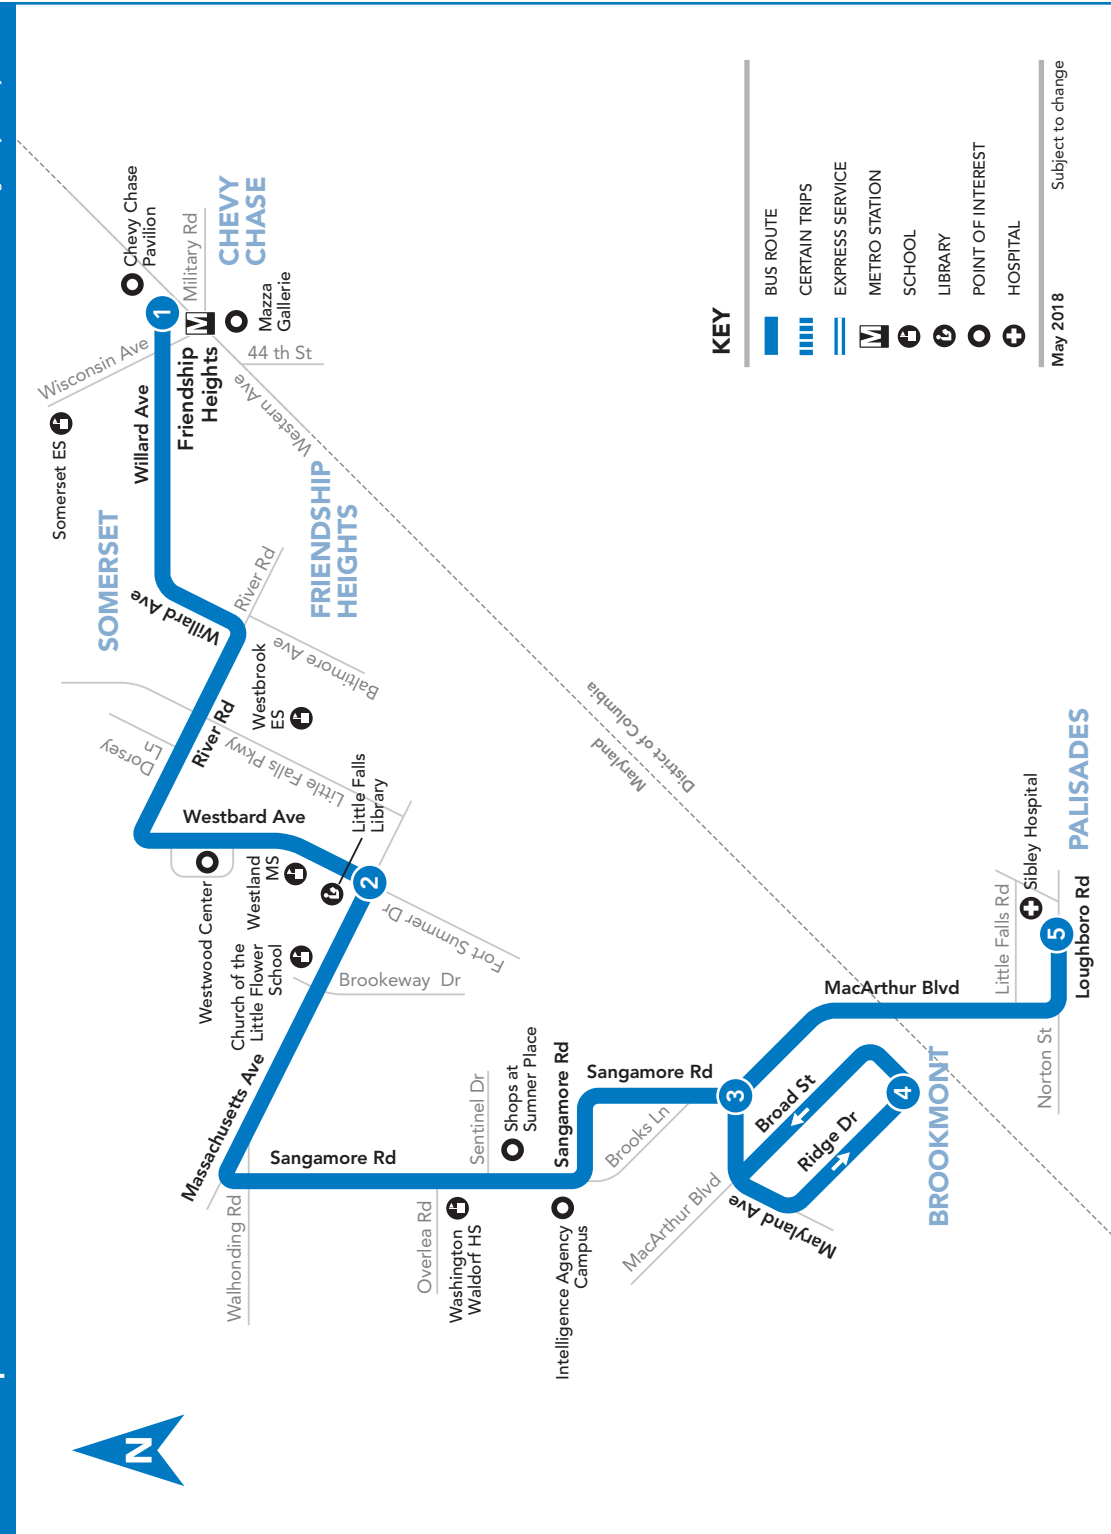 N
Wisconsin Ave
Somerset ES
Chevy Chase
Pavilion
Military Rd
CHEVY
CHASE
1
M
Mazza
Gallerie
Friendship
Heights
Willard Ave
44 th St
Western Ave
SOMERSET
FRIENDSHIP
HEIGHTS
Willard Ave
River Rd
Baltimore Ave
Westbrook
ES
River Rd
Dorsey
Ln
Little Falls Pkwy
Little Falls
Library
Westbard Ave
Westwood Center
Westland
MS
2
Fort Summer Dr
Church of the
Little Flower
School
Brookeway Dr
Massachusetts Ave
Walhonding Rd
Sangamore Rd
Overlea Rd
Sentinel Dr
Washington
Waldorf HS
Shops at
Sumner Place
Sangamore Rd
Intelligence Agency
Campus
Brooks Ln
Sangamore Rd
3
MacArthur Blvd
Maryland Ave
Broad St
Ridge Dr
4
BROOKMONT
MacArthur Blvd
Maryland
District of Columbia
Little Falls Rd
Norton St
Sibley Hospital
5
Loughboro Rd
PALISADES
KEY
BUS ROUTE
CERTAIN TRIPS
EXPRESS SERVICE
M METRO STATION
SCHOOL
LIBRARY
POINT OF INTEREST
HOSPITAL
May 2018 Subject to change